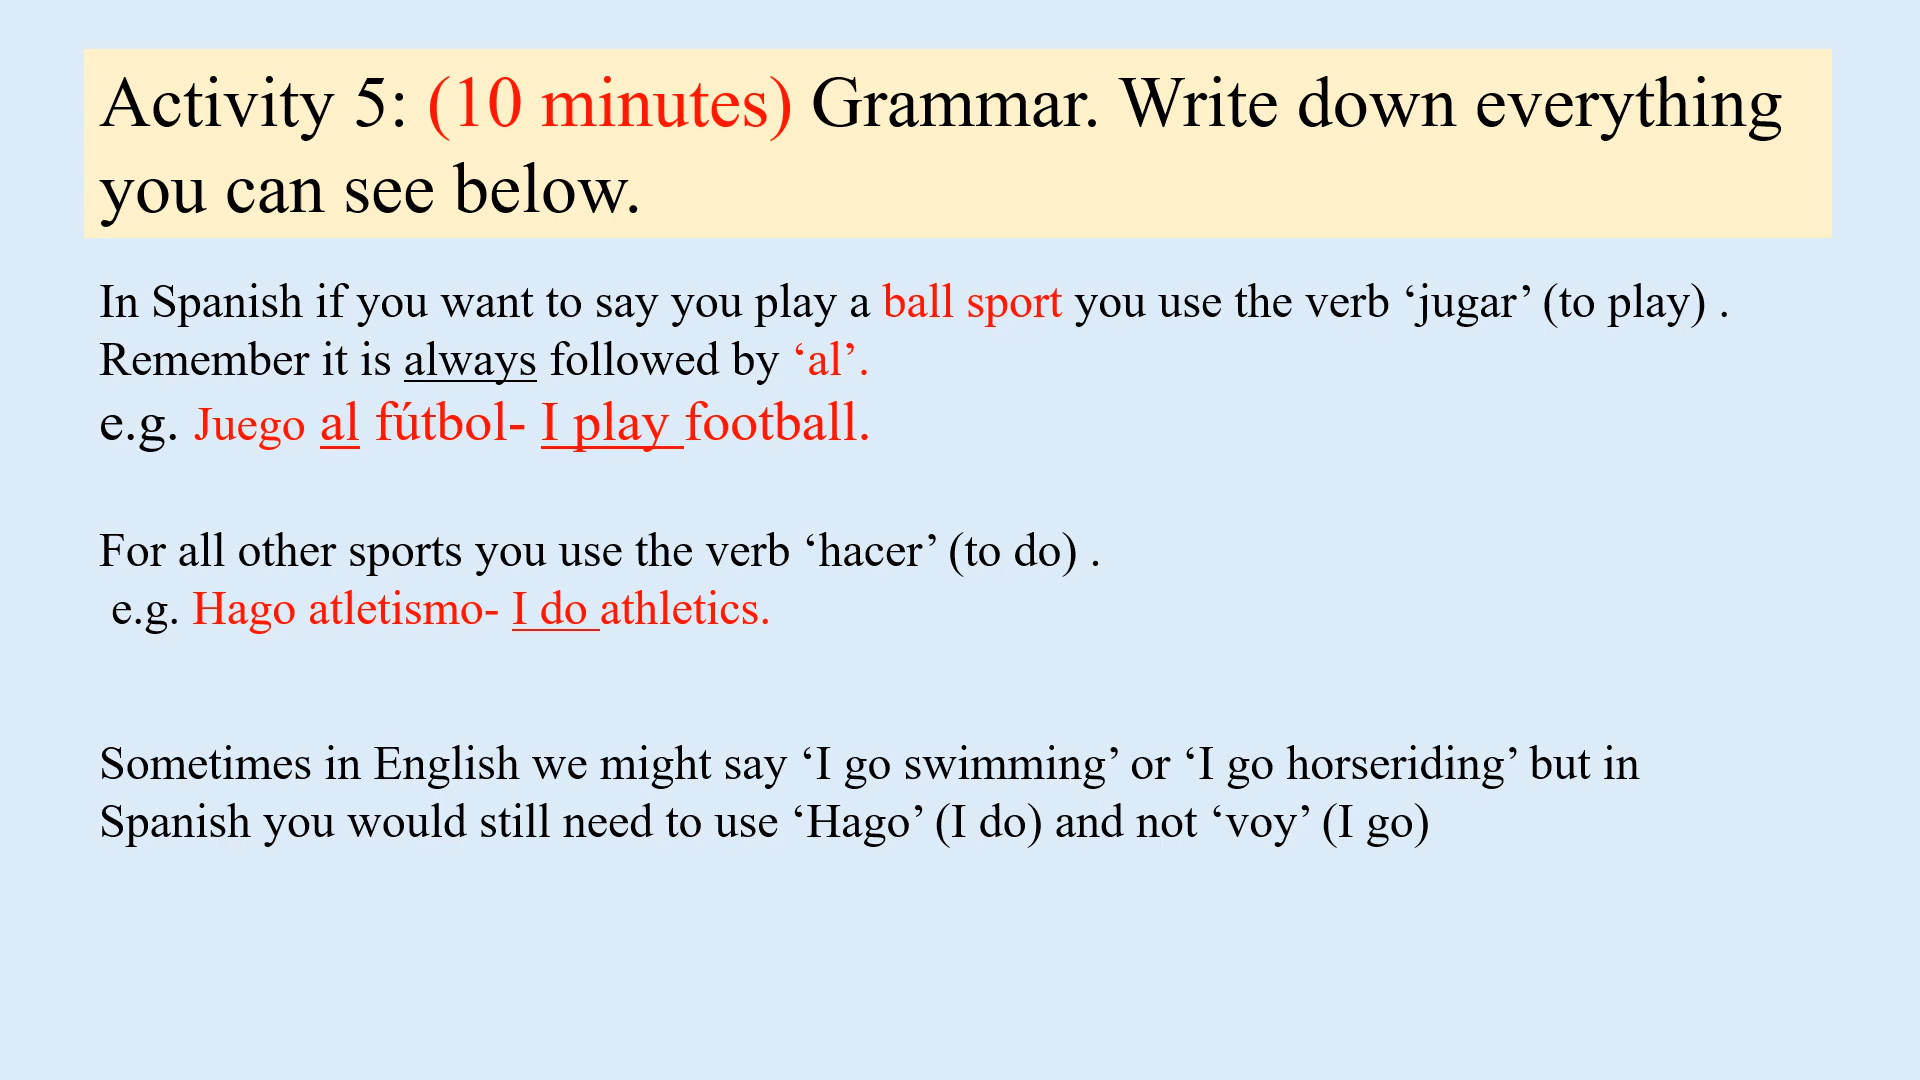 Activity 5: (10 minutes) Grammar. Write down everything
you can see below.
In Spanish if you want to say you play a ball sport you use the verb ‘jugar’ (to play) .
Remember it is always followed by ‘al’.
e.g. Juego al fútbol- I play football.
For all other sports you use the verb ‘hacer’ (to do) .
e.g. Hago atletismo- I do athletics.
Sometimes in English we might say ‘I go swimming’ or ‘I go horseriding’ but in
Spanish you would still need to use ‘Hago’ (I do) and not ‘voy’ (I go)